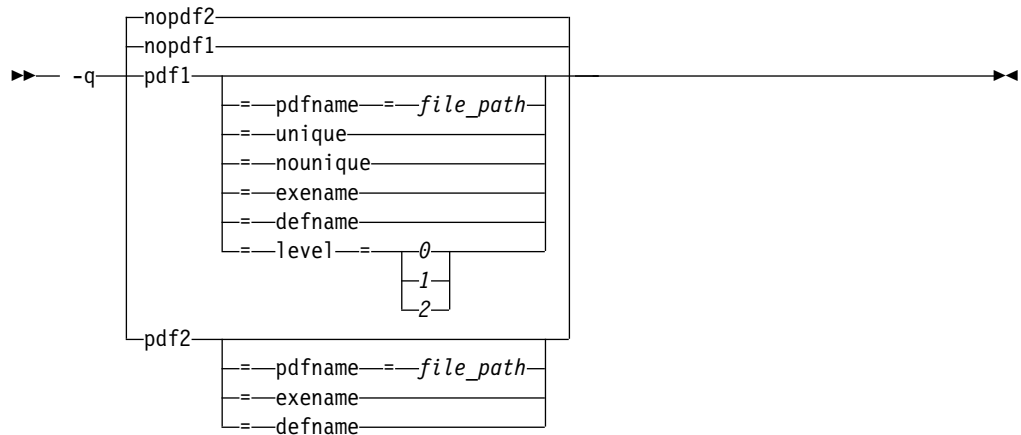 nopdf2
nopdf1
►►── -q ── pdf1 ──►◄
= pdfname = file_path
= unique
= nounique
= exename
= defname
= level = 0
1
2
pdf2
= pdfname = file_path
= exename
= defname